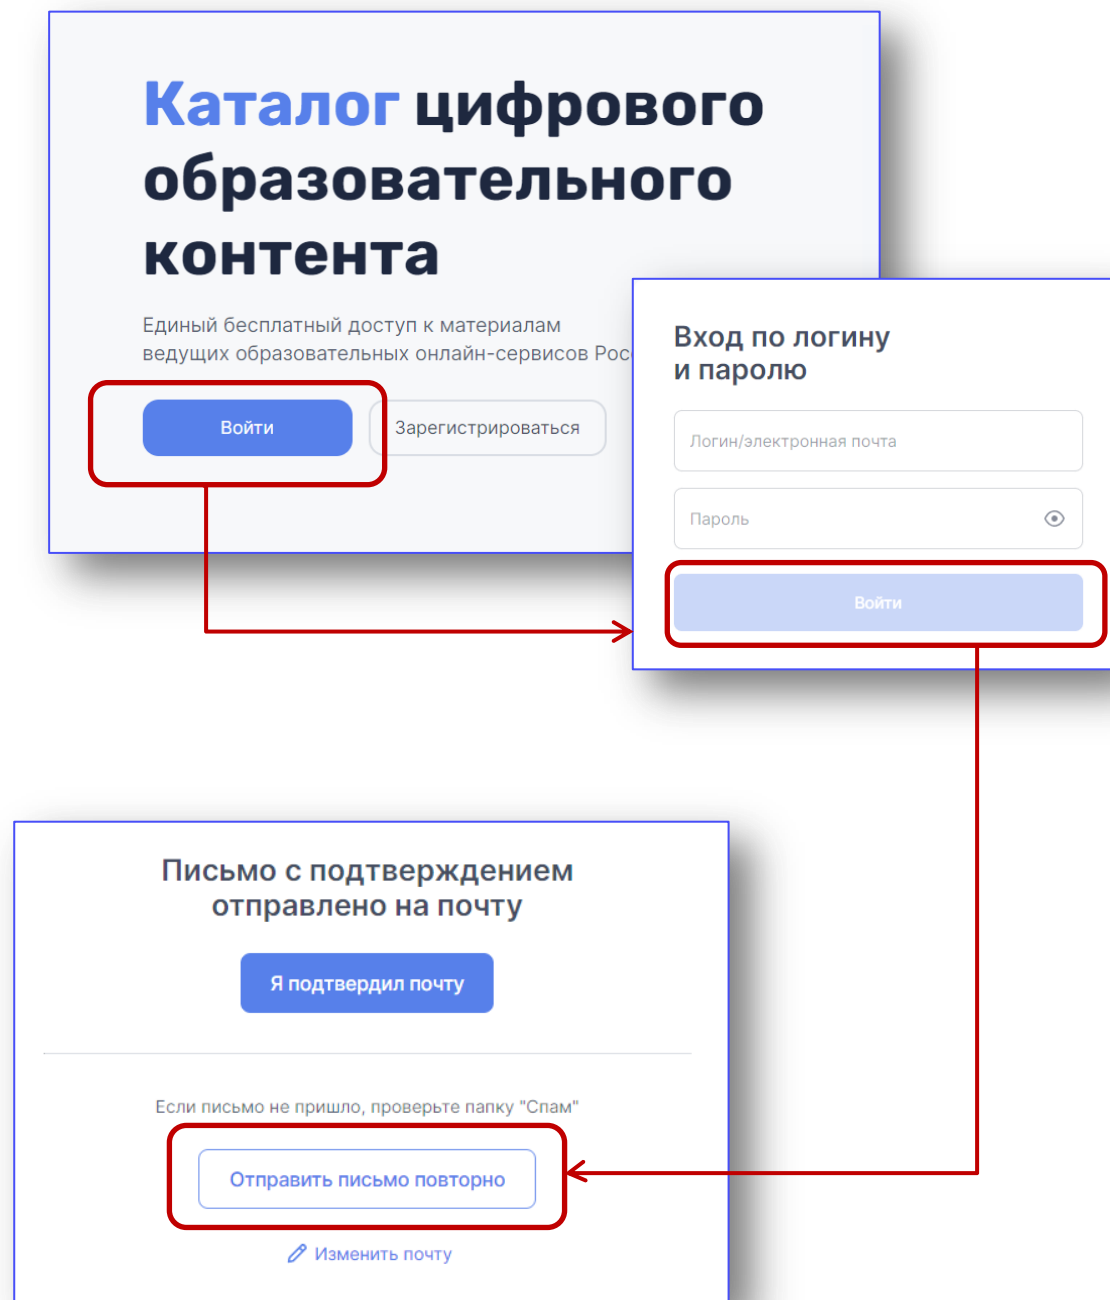 Каталог цифрового
образовательного
контента
Единый бесплатный доступ к материалам
ведущих образовательных онлайн-сервисов Рос
Войти
Зарегистрироваться
Вход по логину
и паролю
Логин/электронная почта
Пароль
Войти
Письмо с подтверждением
отправлено на почту
Я подтвердил почту
Если письмо не пришло, проверьте папку "Спам"
Отправить письмо повторно
Изменить почту